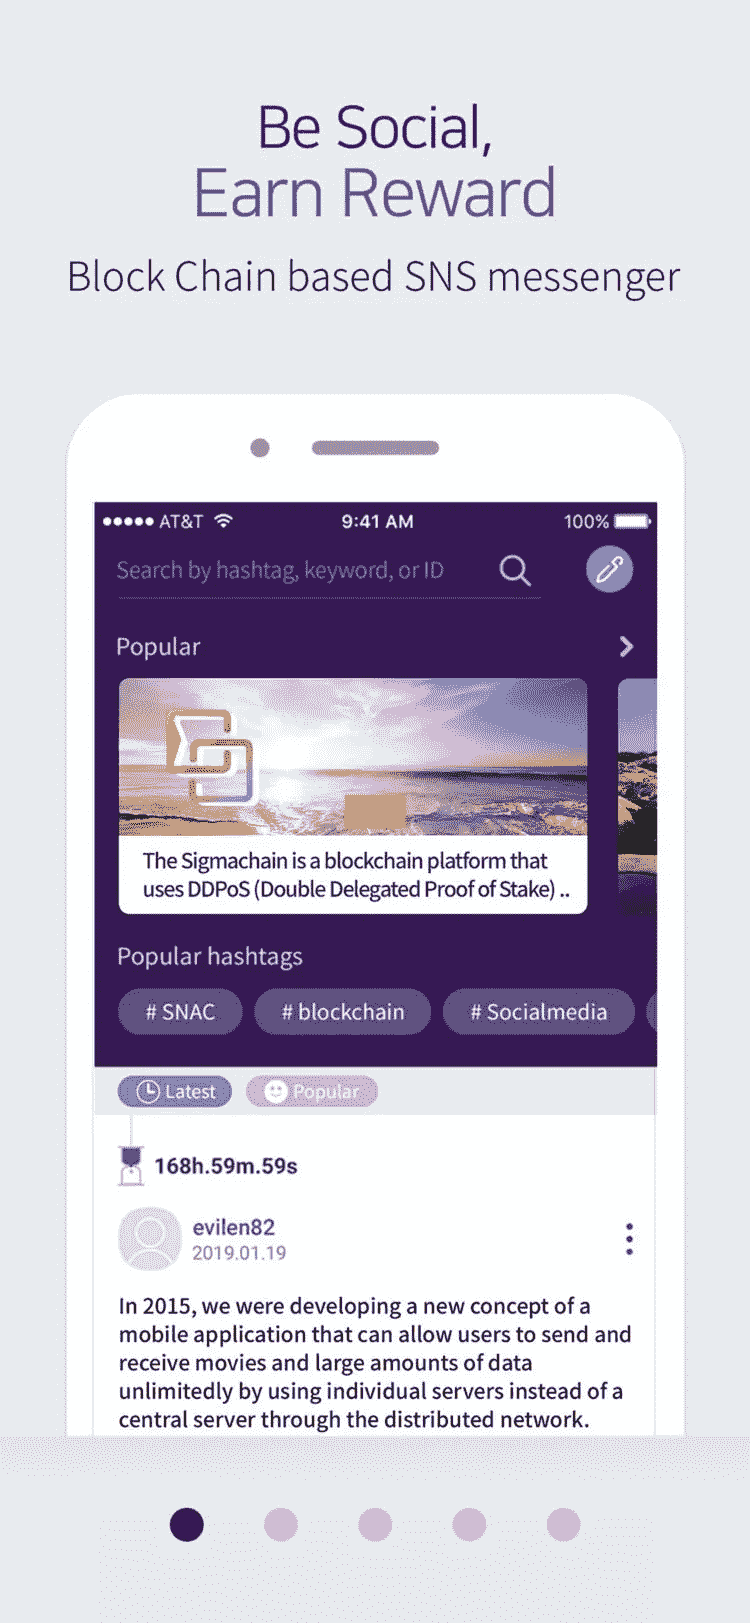 Be Social,
Earn Reward
Block Chain based SNS messenger
AT&T 9:41 AM 100%
Search by hashtag, keyword, or ID
Popular
The Sigmachain is a blockchain platform that
uses DDPoS (Double Delegated Proof of Stake) ..
Popular hashtags
# SNAC # blockchain # Socialmedia
Latest Popular
168h.59m.59s
evilen82
2019.01.19
In 2015, we were developing a new concept of a
mobile application that can allow users to send and
receive movies and large amounts of data
unlimitedly by using individual servers instead of a
central server through the distributed network.